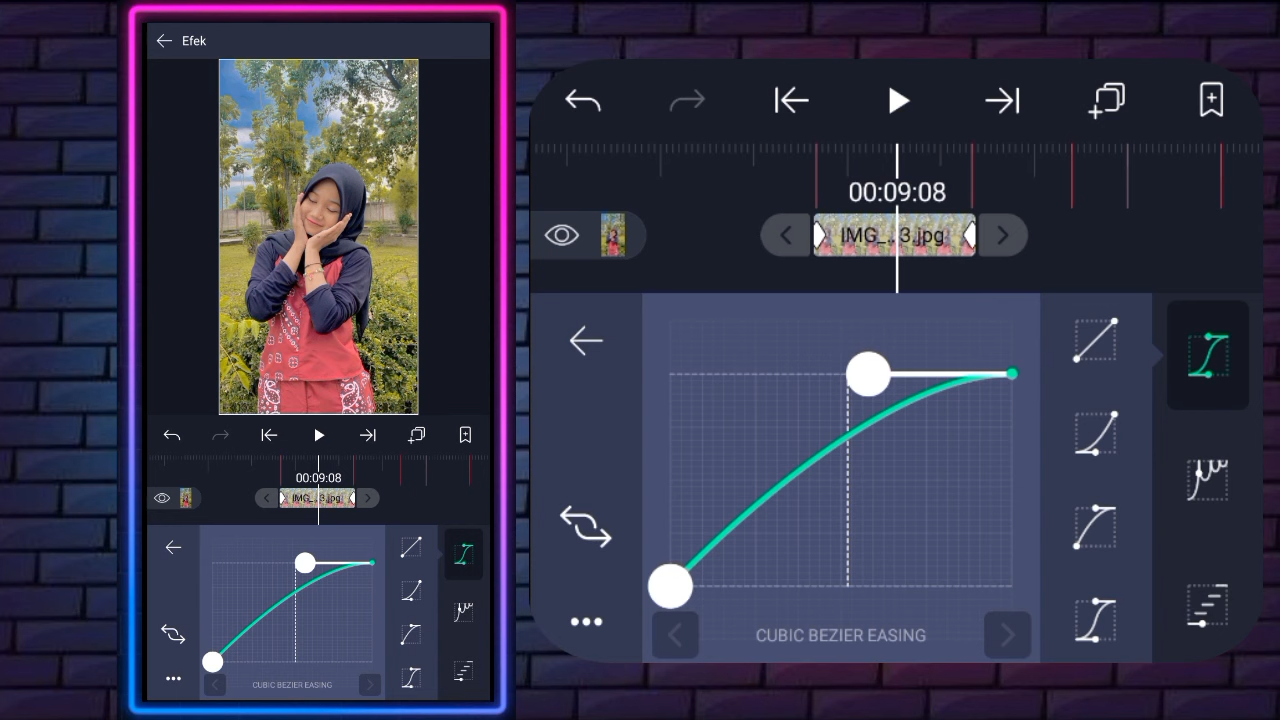 Efek
00:09:08
IMG_...3.jpg
CUBIC BEZIER EASING
00:09:08
IMG_...3.jpg
CUBIC BEZIER EASING